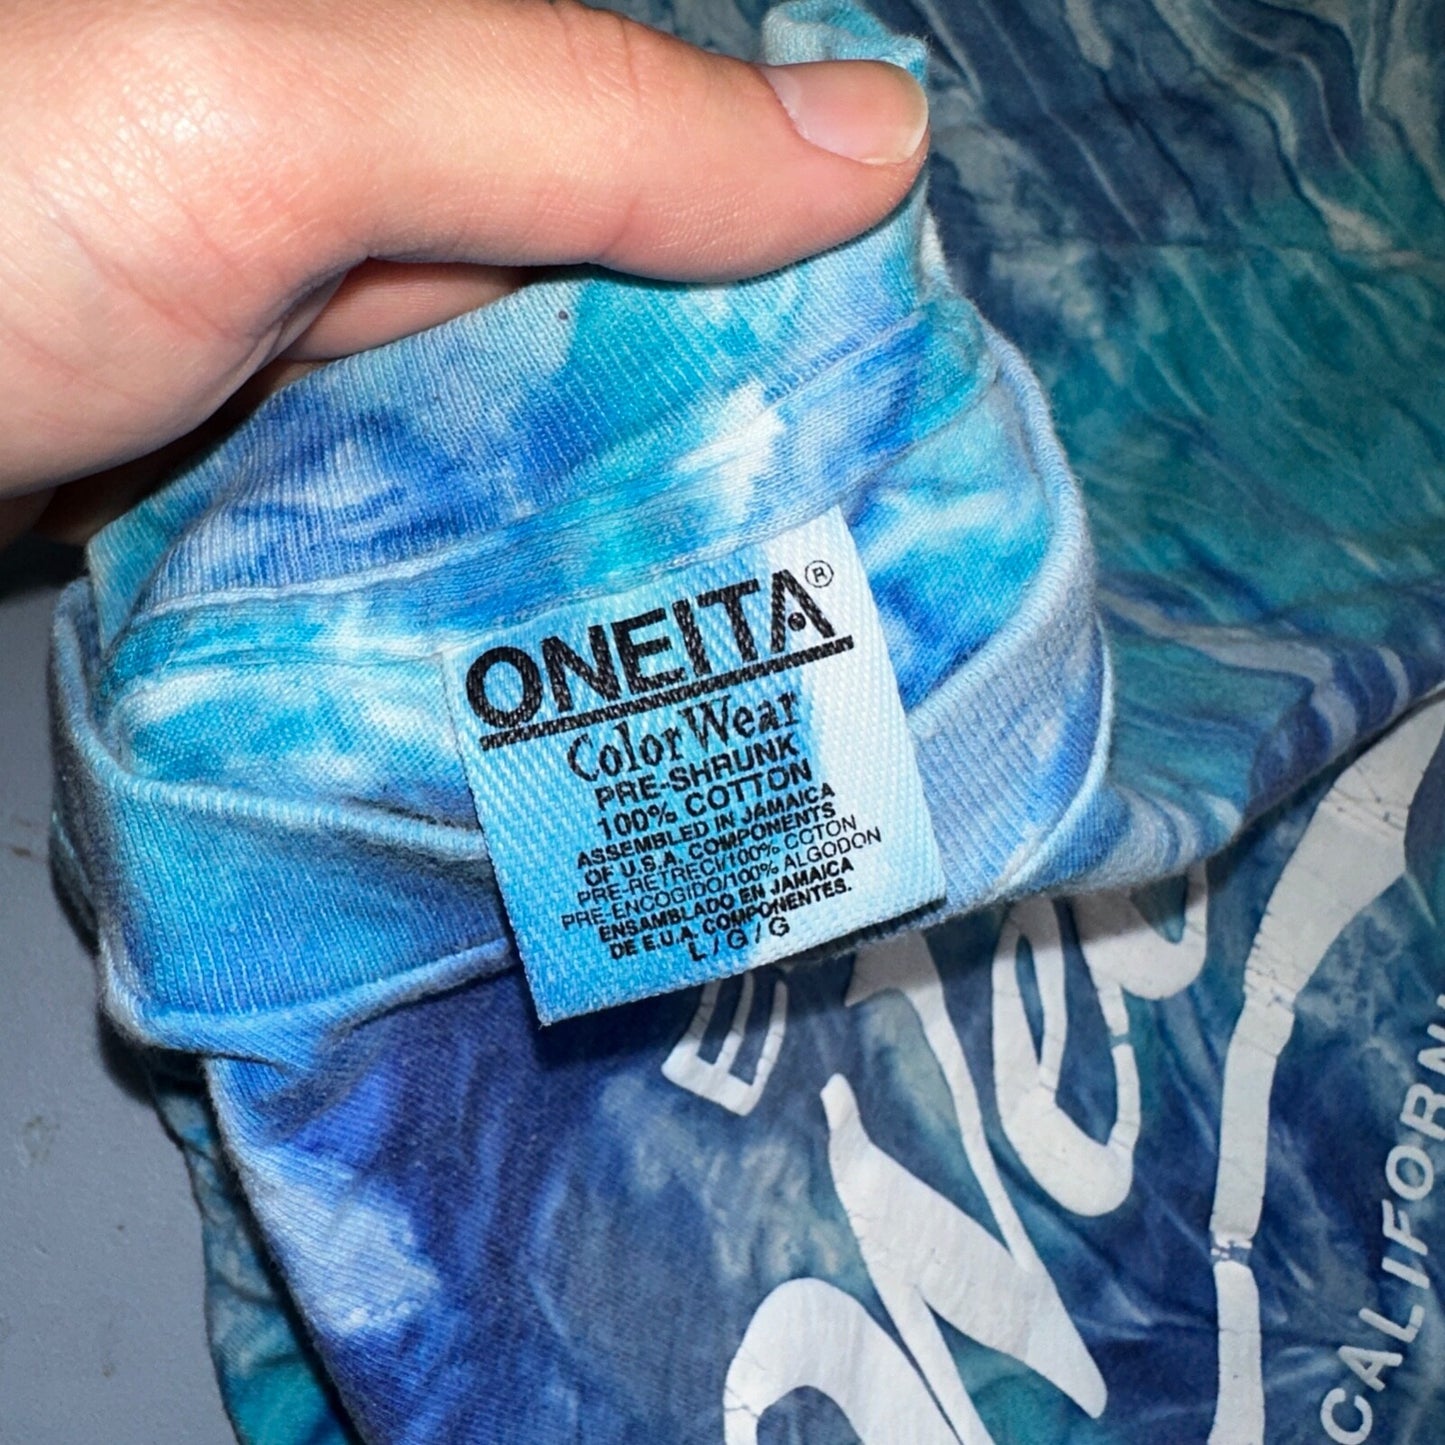 ONEITA®
Color Wear
PRE-SHRUNK
100% COTTON
ASSEMBLED IN JAMAICA
OF U.S.A. COMPONENTS
PRE-RETRECI/100% COTON
PRE-ENCOGIDO/100% ALGODON
ENSAMBLADO EN JAMAICA
DE E.U.A. COMPONENTES.
L/G/G